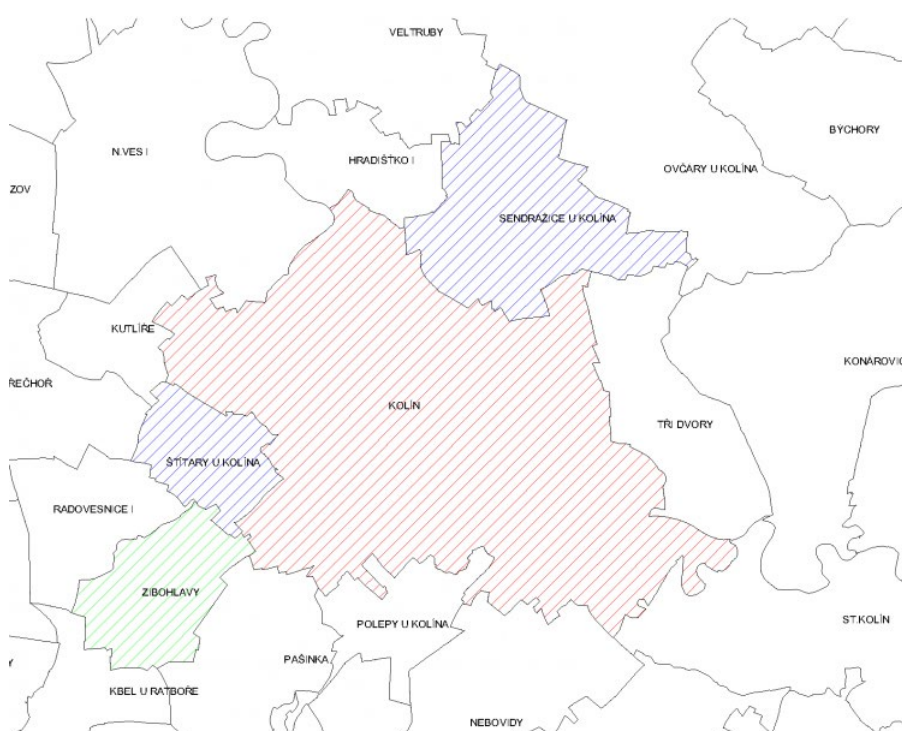 VELTRUBY
BÝCHORY
N.VES I
HRADIŠŤKO I
OVČÁRY U KOLÍNA
ZOV
SENDRAŽICE U KOLÍNA
KUTLÍŘE
KONAROVIC
ŘEČHOŘ
KOLÍN
TŘI DVORY
ŠTÍTARY U KOLÍNA
RADOVESNICE I
ZIBOHLAVY
POLEPY U KOLÍNA
ST.KOLÍN
PAŠINKA
Y
KBEL U RATBOŘE
NEBOVIDY